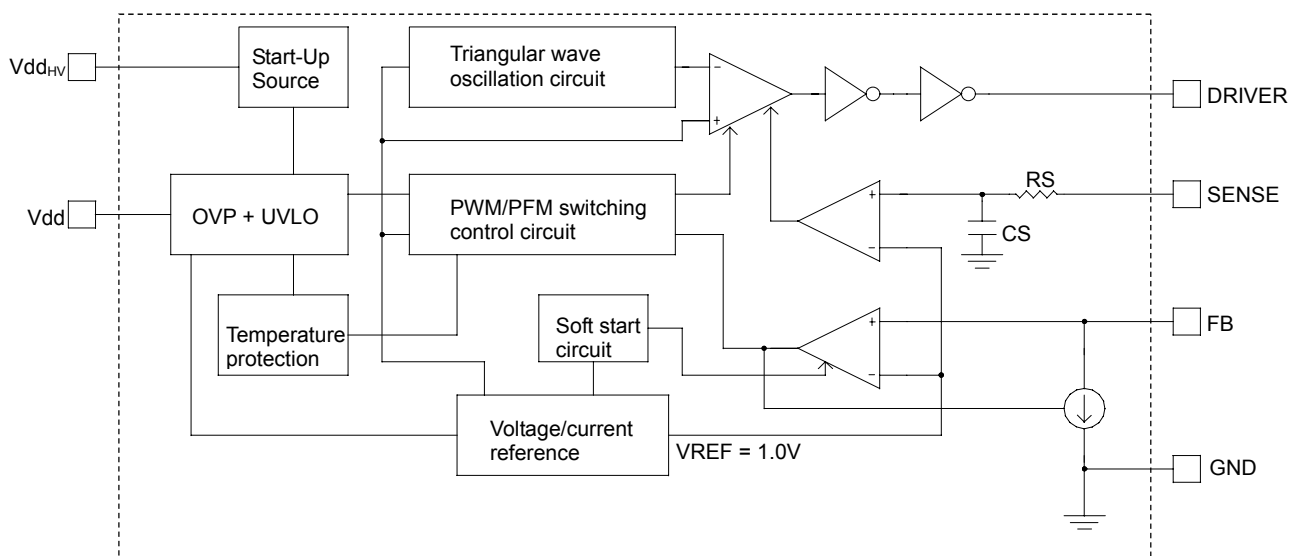 VddHV
Start-Up
Source
Triangular wave
oscillation circuit
−
+
DRIVER
Vdd
OVP + UVLO
PWM/PFM switching
control circuit
+
−
RS
CS
SENSE
Temperature
protection
Soft start
circuit
+
−
FB
Voltage/current
reference
VREF = 1.0V
GND